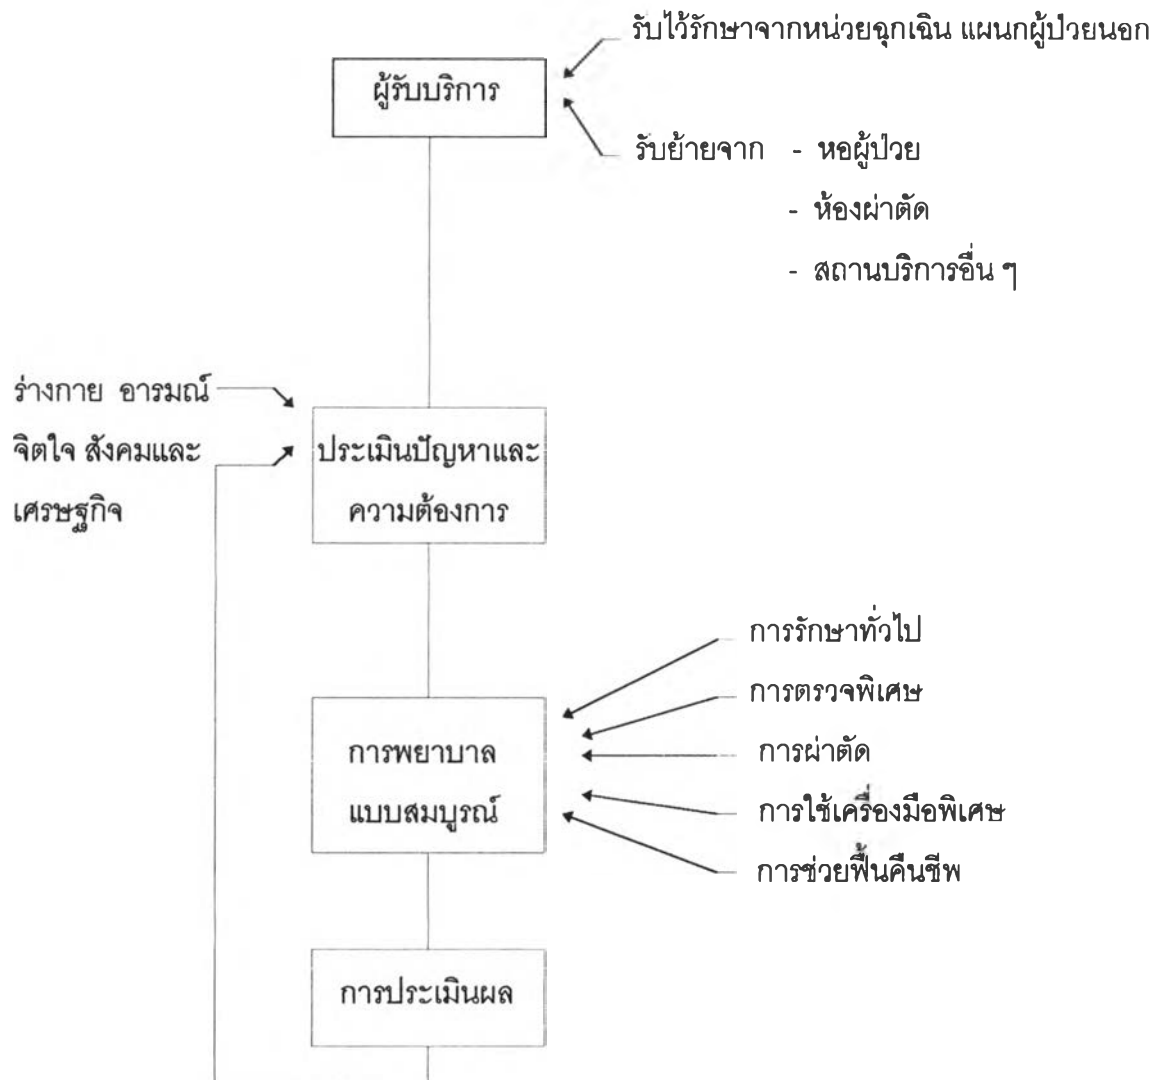 รับไว้รักษาจากหน่วยฉุกเฉิน แผนกผู้ป่วยนอก
ผู้รับบริการ
รับย้ายจาก - หอผู้ป่วย
- ห้องผ่าตัด
- สถานบริการอื่น ๆ
ร่างกาย อารมณ์
จิตใจ สังคมและ
เศรษฐกิจ
ประเมินปัญหาและ
ความต้องการ
การรักษาทั่วไป
การตรวจพิเศษ
การผ่าตัด
การใช้เครื่องมือพิเศษ
การช่วยฟื้นคืนชีพ
การพยาบาล
แบบสมบูรณ์
การประเมินผล